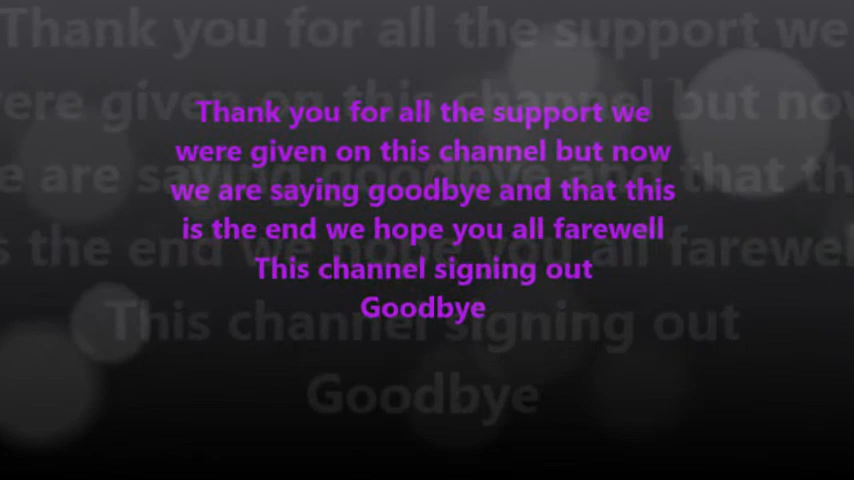 Thank you for all the support we
were given on this channel but now
we are saying goodbye and that this
is the end we hope you all farewell
This channel signing out
Goodbye